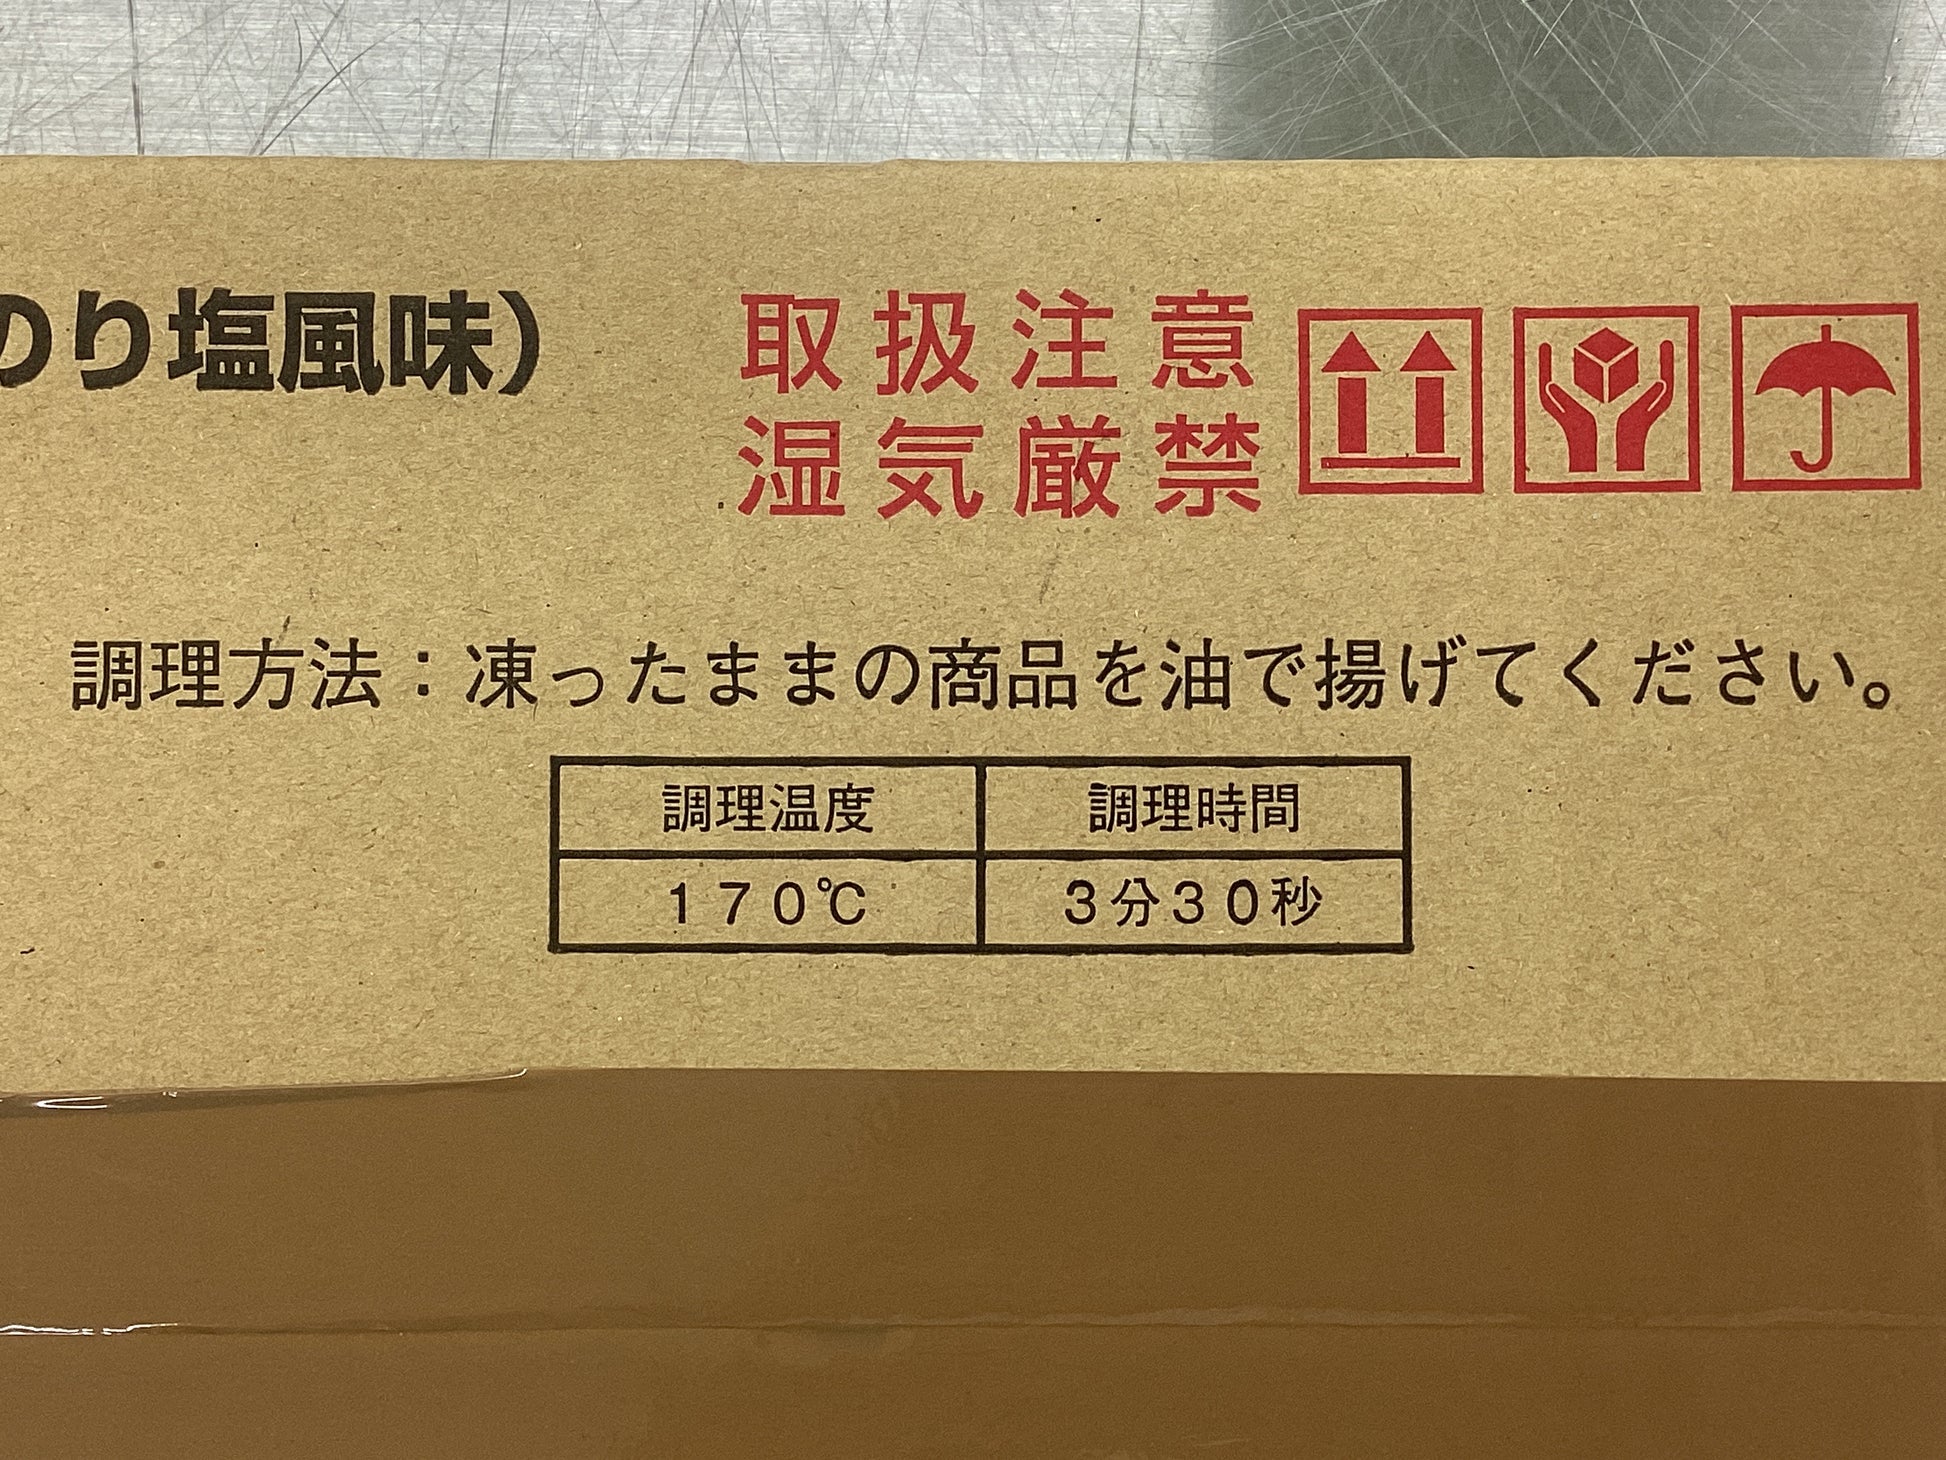 のり塩風味）
取扱注意
湿気厳禁
調理方法：凍ったままの商品を油で揚げてください。
調理温度 調理時間
１７０℃ ３分３０秒